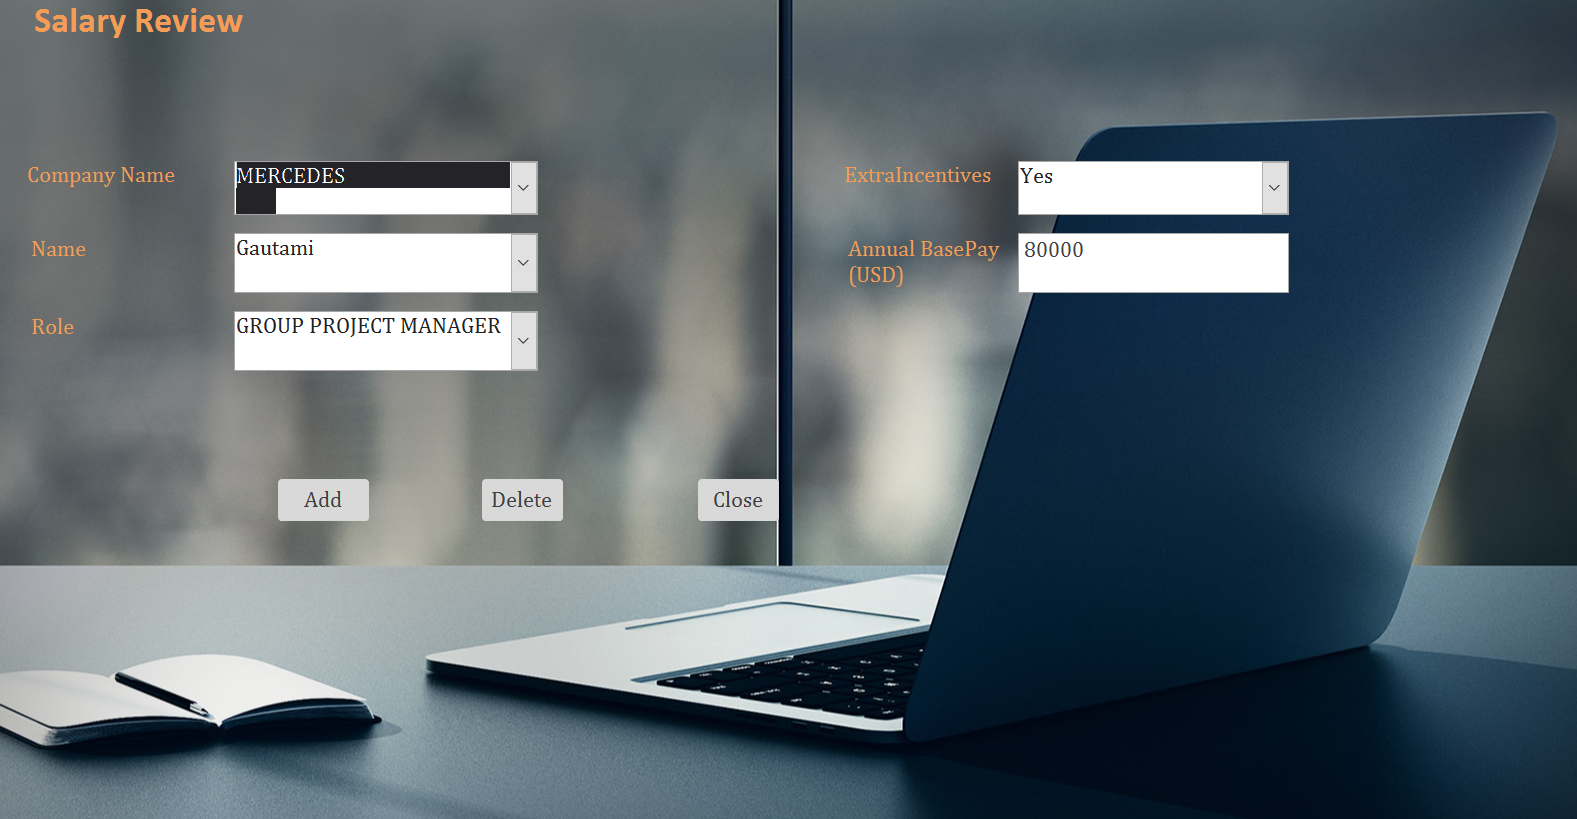 Salary Review
Company Name
MERCEDES
ExtraIncentives
Yes
Name
Gautami
Annual BasePay
(USD)
80000
Role
GROUP PROJECT MANAGER
Add
Delete
Close